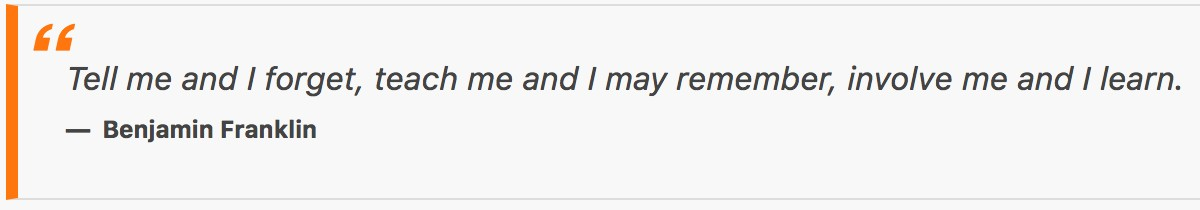 “
Tell me and I forget, teach me and I may remember, involve me and I learn.
— Benjamin Franklin